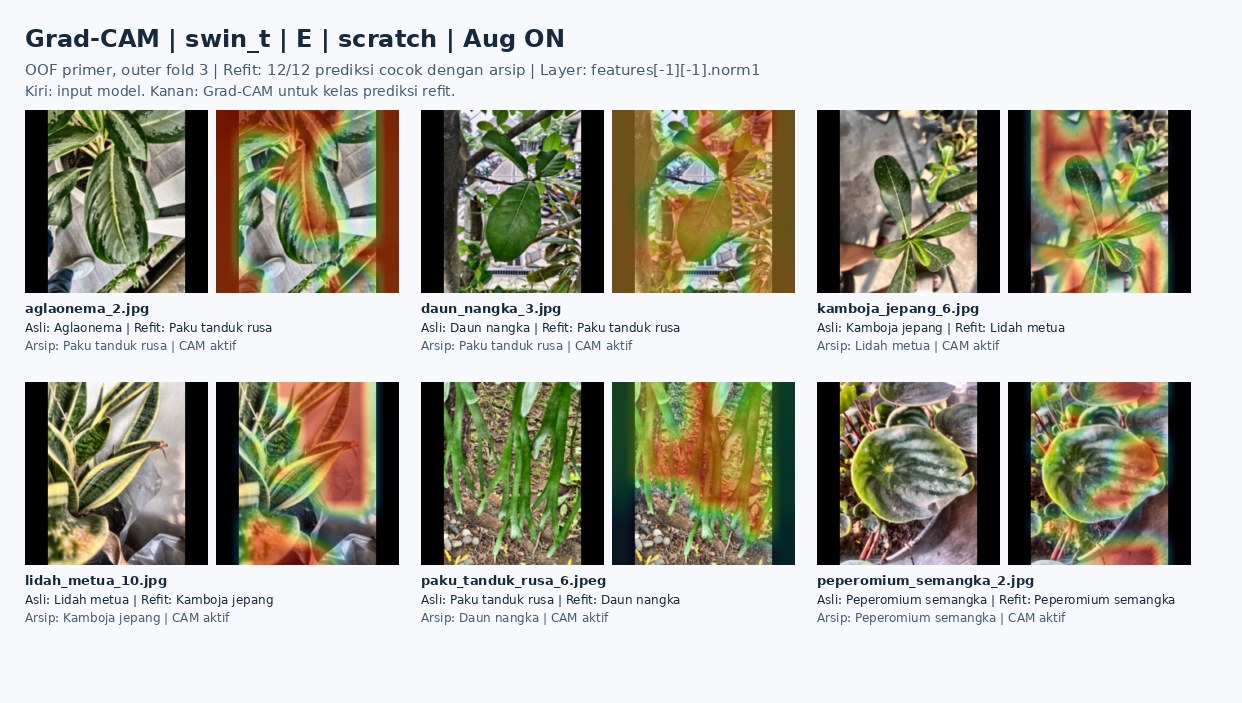 Grad-CAM | swin_t | E | scratch | Aug ON
OOF primer, outer fold 3 | Refit: 12/12 prediksi cocok dengan arsip | Layer: features[-1][-1].norm1
Kiri: input model. Kanan: Grad-CAM untuk kelas prediksi refit.
aglaonema_2.jpg
Asli: Aglaonema | Refit: Paku tanduk rusa
Arsip: Paku tanduk rusa | CAM aktif
daun_nangka_3.jpg
Asli: Daun nangka | Refit: Paku tanduk rusa
Arsip: Paku tanduk rusa | CAM aktif
kamboja_jepang_6.jpg
Asli: Kamboja jepang | Refit: Lidah metua
Arsip: Lidah metua | CAM aktif
lidah_metua_10.jpg
Asli: Lidah metua | Refit: Kamboja jepang
Arsip: Kamboja jepang | CAM aktif
paku_tanduk_rusa_6.jpeg
Asli: Paku tanduk rusa | Refit: Daun nangka
Arsip: Daun nangka | CAM aktif
peperomium_semangka_2.jpg
Asli: Peperomium semangka | Refit: Peperomium semangka
Arsip: Peperomium semangka | CAM aktif